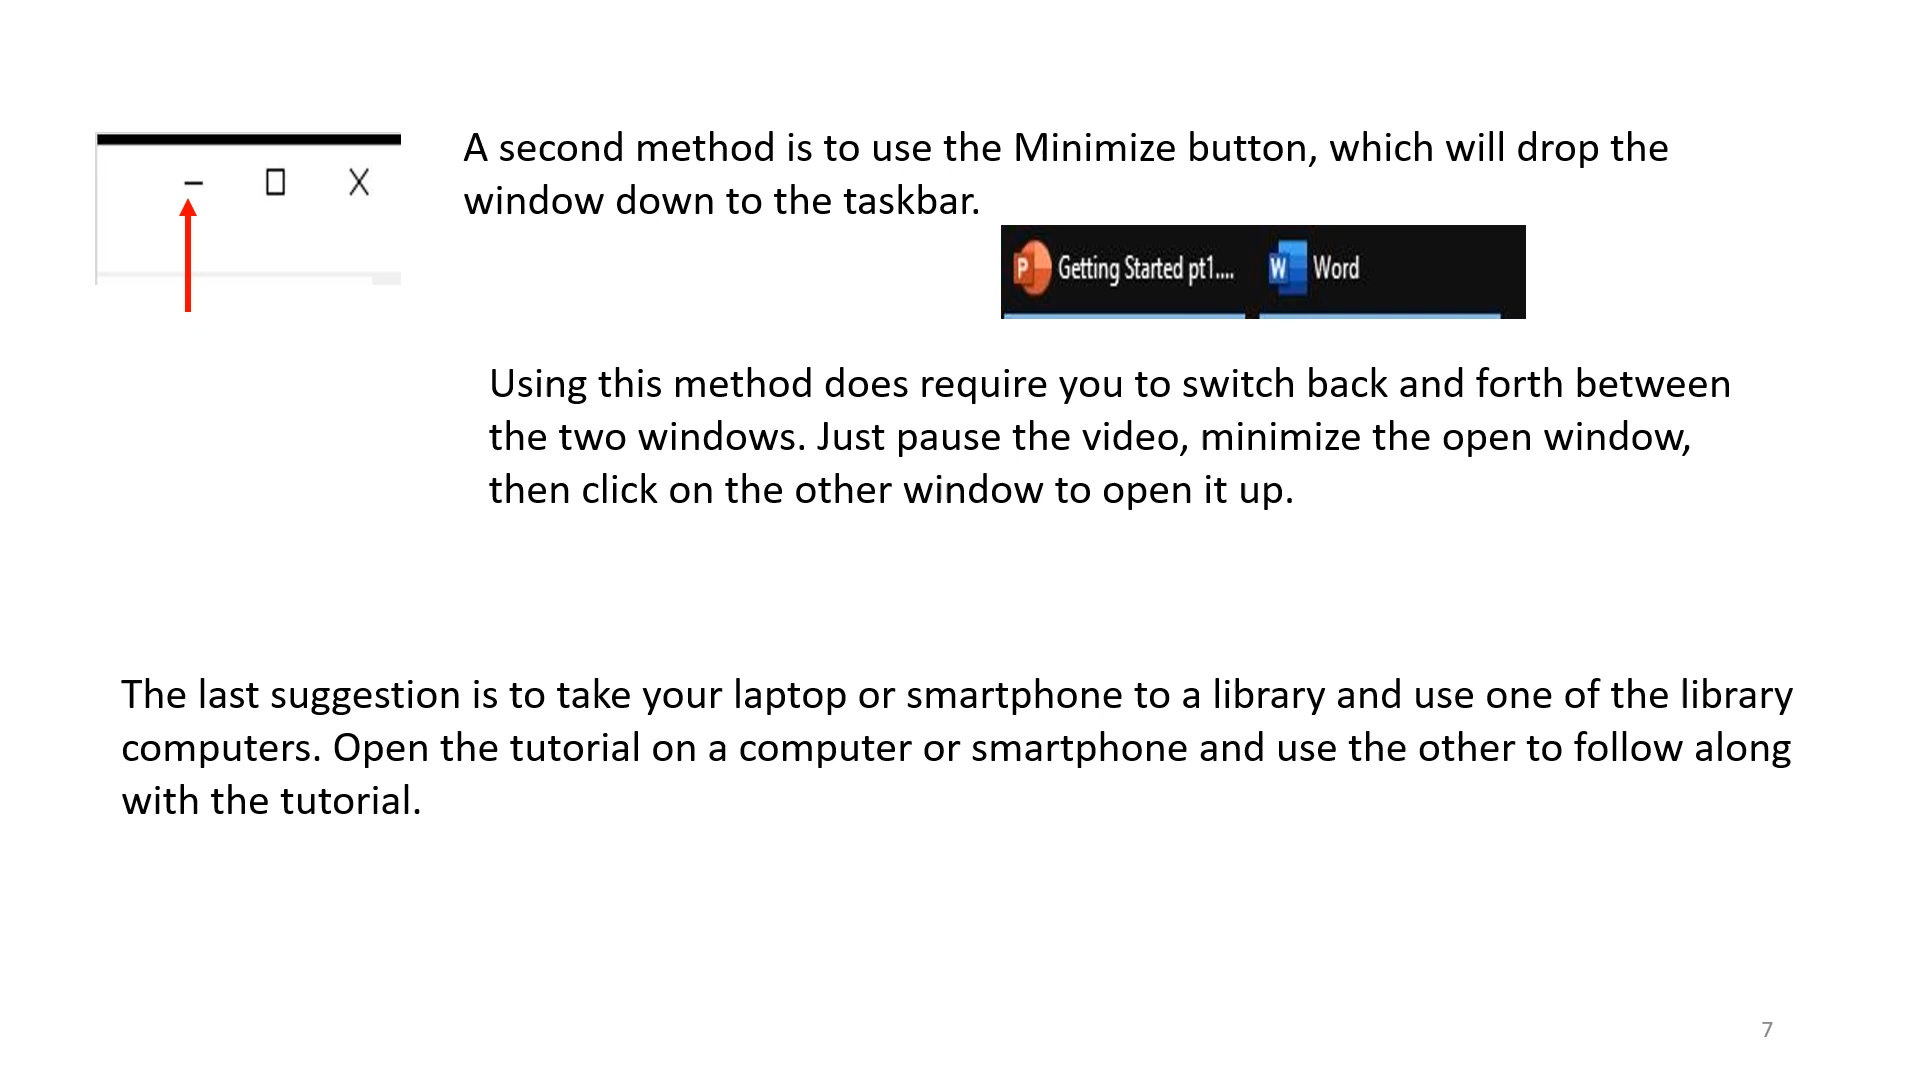 A second method is to use the Minimize button, which will drop the
window down to the taskbar.
P Getting Started pt1.... W Word
Using this method does require you to switch back and forth between
the two windows. Just pause the video, minimize the open window,
then click on the other window to open it up.
The last suggestion is to take your laptop or smartphone to a library and use one of the library
computers. Open the tutorial on a computer or smartphone and use the other to follow along
with the tutorial.
7